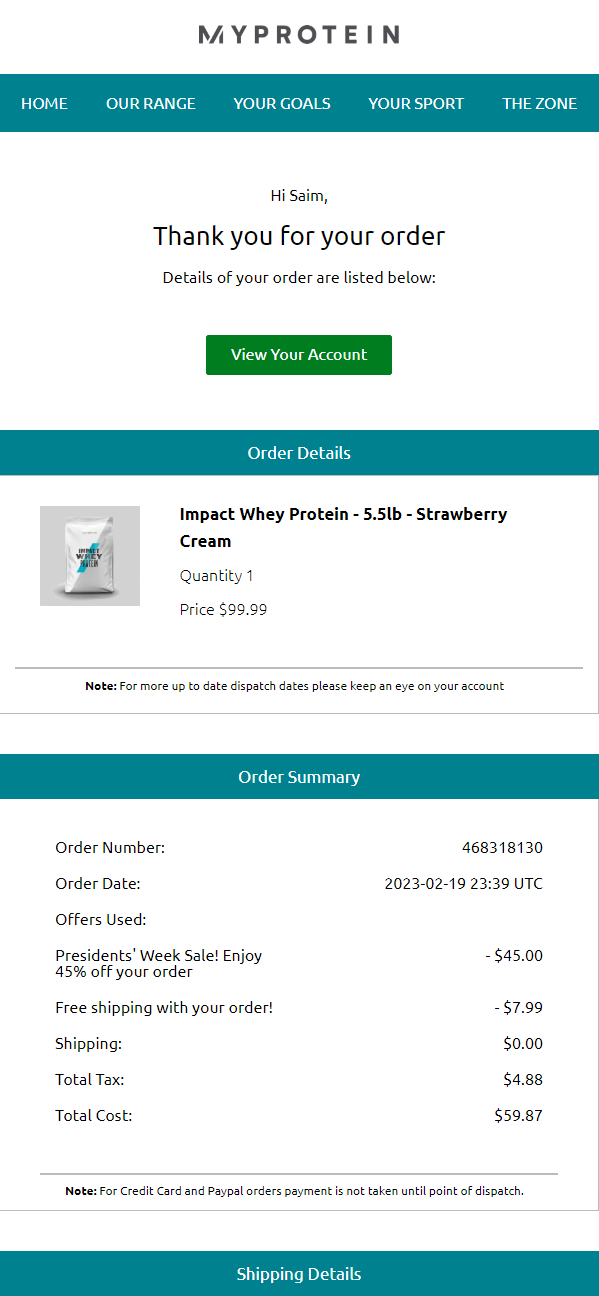 MYPROTEIN
HOME OUR RANGE YOUR GOALS YOUR SPORT THE ZONE
Hi Saim,
Thank you for your order
Details of your order are listed below:
View Your Account
Order Details
IMPACT
WHEY
PROTEIN
Impact Whey Protein - 5.5lb - Strawberry
Cream
Quantity 1
Price $99.99
Note: For more up to date dispatch dates please keep an eye on your account
Order Summary
Order Number: 468318130
Order Date: 2023-02-19 23:39 UTC
Offers Used:
Presidents' Week Sale! Enjoy - $45.00
45% off your order
Free shipping with your order! - $7.99
Shipping: $0.00
Total Tax: $4.88
Total Cost: $59.87
Note: For Credit Card and Paypal orders payment is not taken until point of dispatch.
Shipping Details